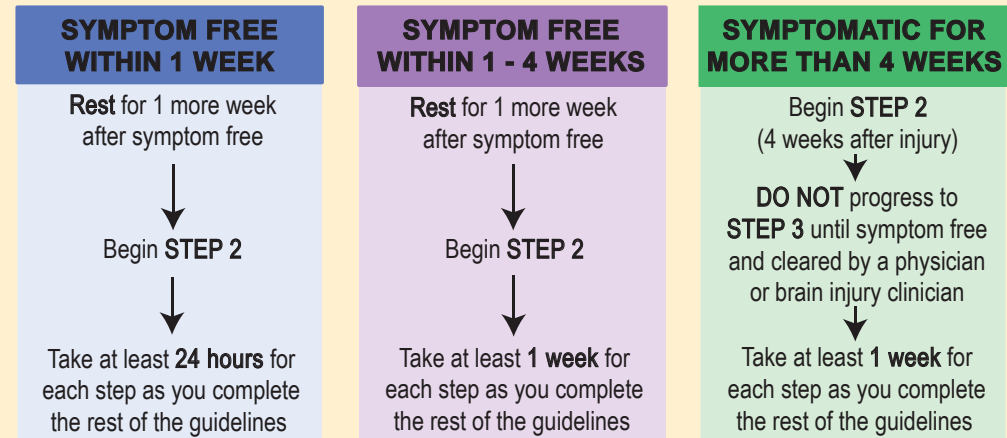 SYMPTOM FREE
WITHIN 1 WEEK
Rest for 1 more week
after symptom free
Begin STEP 2
Take at least 24 hours for
each step as you complete
the rest of the guidelines
SYMPTOM FREE
WITHIN 1 - 4 WEEKS
Rest for 1 more week
after symptom free
Begin STEP 2
Take at least 1 week for
each step as you complete
the rest of the guidelines
SYMPTOMATIC FOR
MORE THAN 4 WEEKS
Begin STEP 2
(4 weeks after injury)
DO NOT progress to
STEP 3 until symptom free
and cleared by a physician
or brain injury clinician
Take at least 1 week for
each step as you complete
the rest of the guidelines